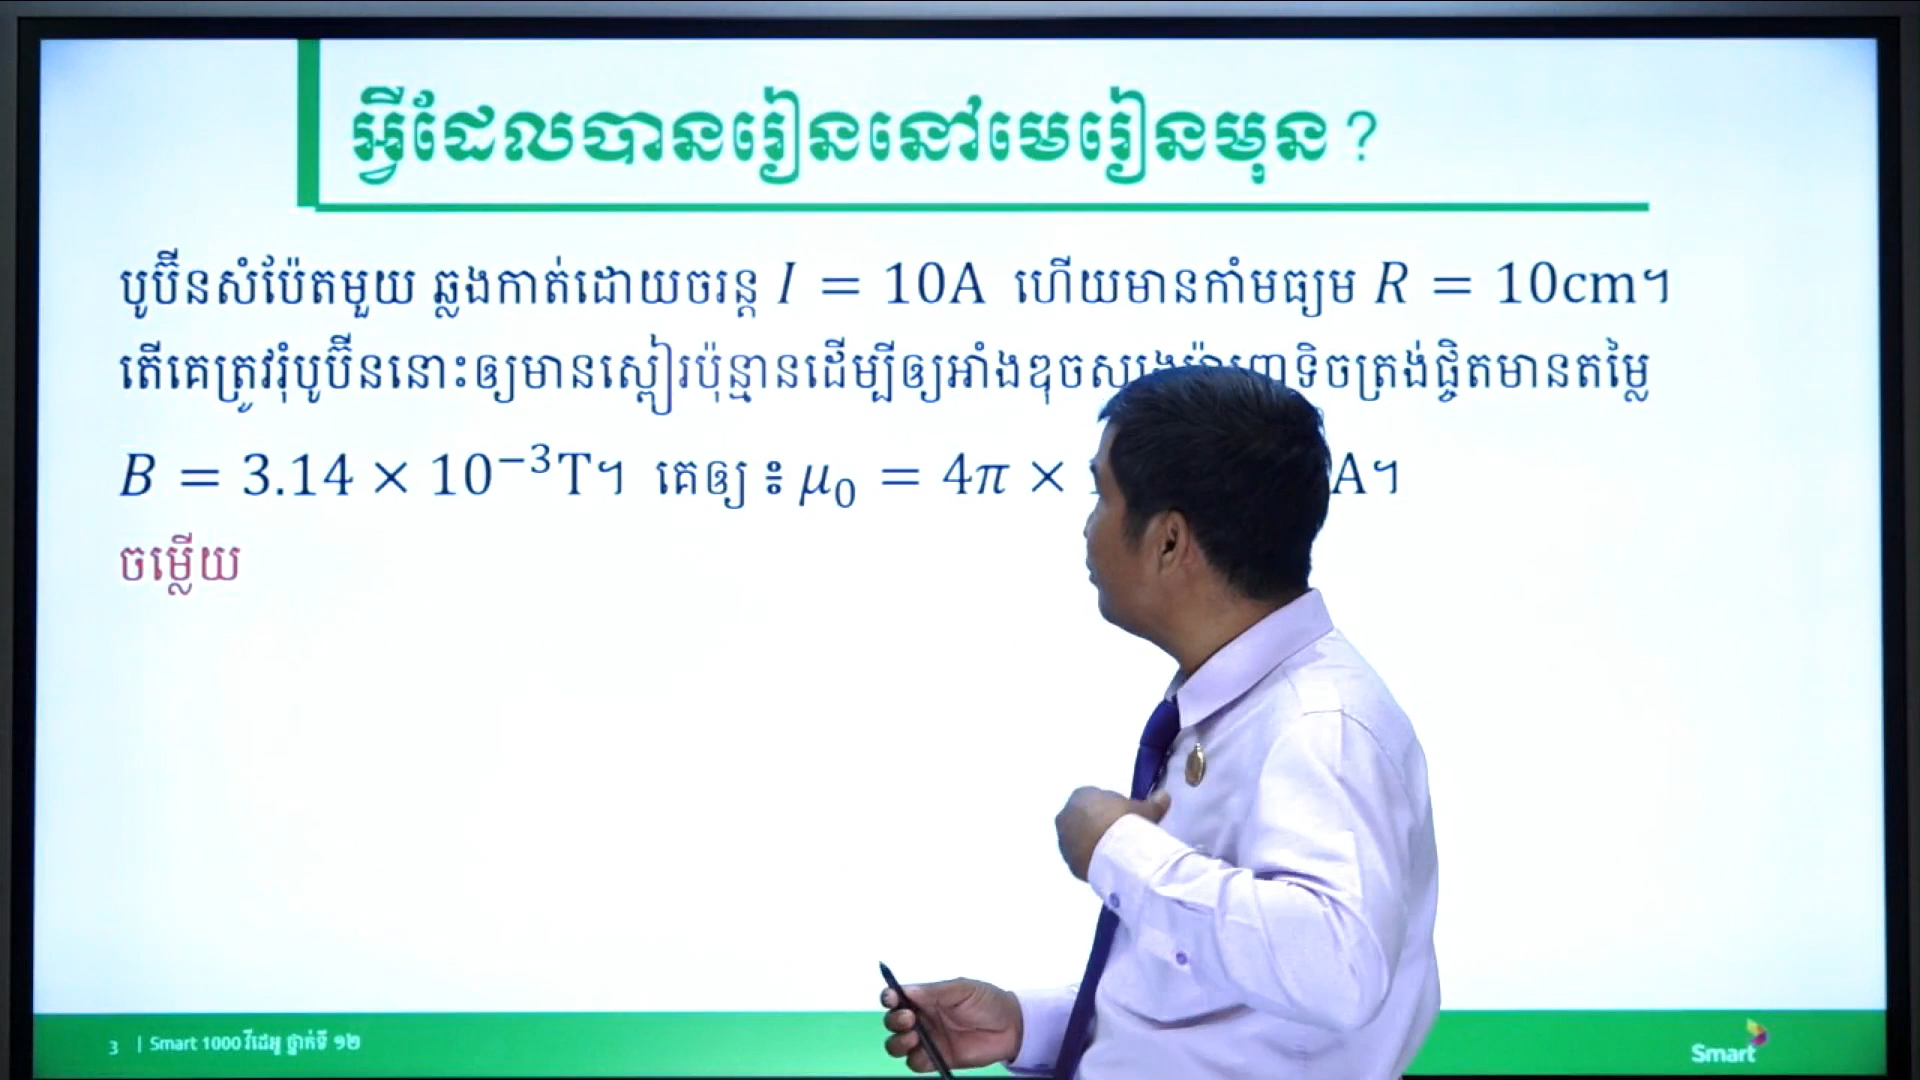 អ្វីដែលបានរៀននៅមេរៀនមុន ?
បូប៊ីនសំប៉ែតមួយ ឆ្លងកាត់ដោយចរន្ត I = 10A ហើយមានកាំមធ្យម R = 10cm។
តើគេត្រូវរុំបូប៊ីននោះឲ្យមានស្ពៀរប៉ុន្មានដើម្បីឲ្យអាំងឌុច ទិចត្រង់ផ្ចិតមានតម្លៃ
B = 3.14 × 10⁻³T។ គេឲ្យ ៖ μ₀ = 4π × A។
ចម្លើយ
3 | Smart 1000 វីដេអូ ថ្នាក់ទី ១២
Smart